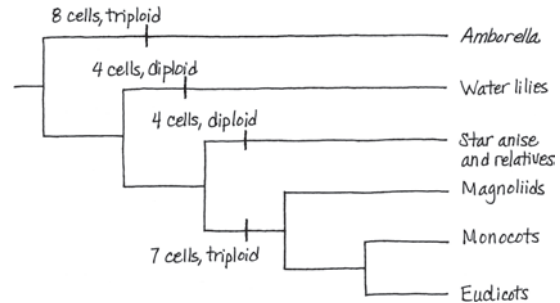 8 cells, triploid
Amborella
4 cells, diploid
Water lilies
4 cells, diploid
Star anise
and relatives
Magnoliids
7 cells, triploid
Monocots
Eudicots